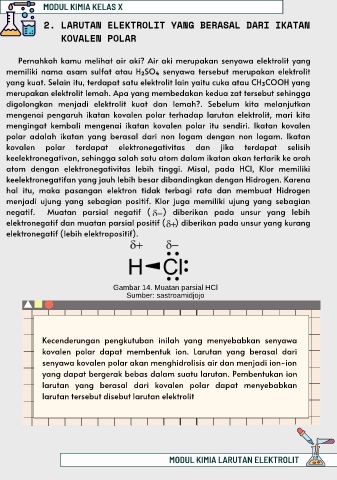 MODUL KIMIA KELAS X
2. LARUTAN ELEKTROLIT YANG BERASAL DARI IKATAN
KOVALEN POLAR
Pernahkah kamu melihat air aki? Air aki merupakan senyawa elektrolit yang
memiliki nama asam sulfat atau H₂SO₄ senyawa tersebut merupakan elektrolit
yang kuat. Selain itu, terdapat satu elektrolit lain yaitu cuka atau CH₃COOH yang
merupakan elektrolit lemah. Apa yang membedakan kedua zat tersebut sehingga
digolongkan menjadi elektrolit kuat dan lemah?. Sebelum kita melanjutkan
mengenai pengaruh ikatan kovalen polar terhadap larutan elektrolit, mari kita
mengingat kembali mengenai ikatan kovalen polar itu sendiri. Ikatan kovalen
polar adalah ikatan yang berasal dari non logam dengan non logam. Ikatan
kovalen polar terdapat elektronegativitas dan jika terdapat selisih
keelektronegativan, sehingga salah satu atom dalam ikatan akan tertarik ke arah
atom dengan elektronegativitas lebih tinggi. Misal, pada HCl, Klor memiliki
keelektronegatifan yang jauh lebih besar dibandingkan dengan Hidrogen. Karena
hal itu, maka pasangan elektron tidak terbagi rata dan membuat Hidrogen
menjadi ujung yang sebagian positif. Klor juga memiliki ujung yang sebagian
negatif. Muatan parsial negatif (δ−) diberikan pada unsur yang lebih
elektronegatif dan muatan parsial positif (δ+) diberikan pada unsur yang kurang
elektronegatif (lebih elektropositif).
δ+ δ−
H Cl
Gambar 14. Muatan parsial HCl
Sumber: sastroamidjojo
Kecenderungan pengkutuban inilah yang menyebabkan senyawa
kovalen polar dapat membentuk ion. Larutan yang berasal dari
senyawa kovalen polar akan menghidrolisis air dan menjadi ion-ion
yang dapat bergerak bebas dalam suatu larutan. Pembentukan ion
larutan yang berasal dari kovalen polar dapat menyebabkan
larutan tersebut disebut larutan elektrolit
MODUL KIMIA LARUTAN ELEKTROLIT